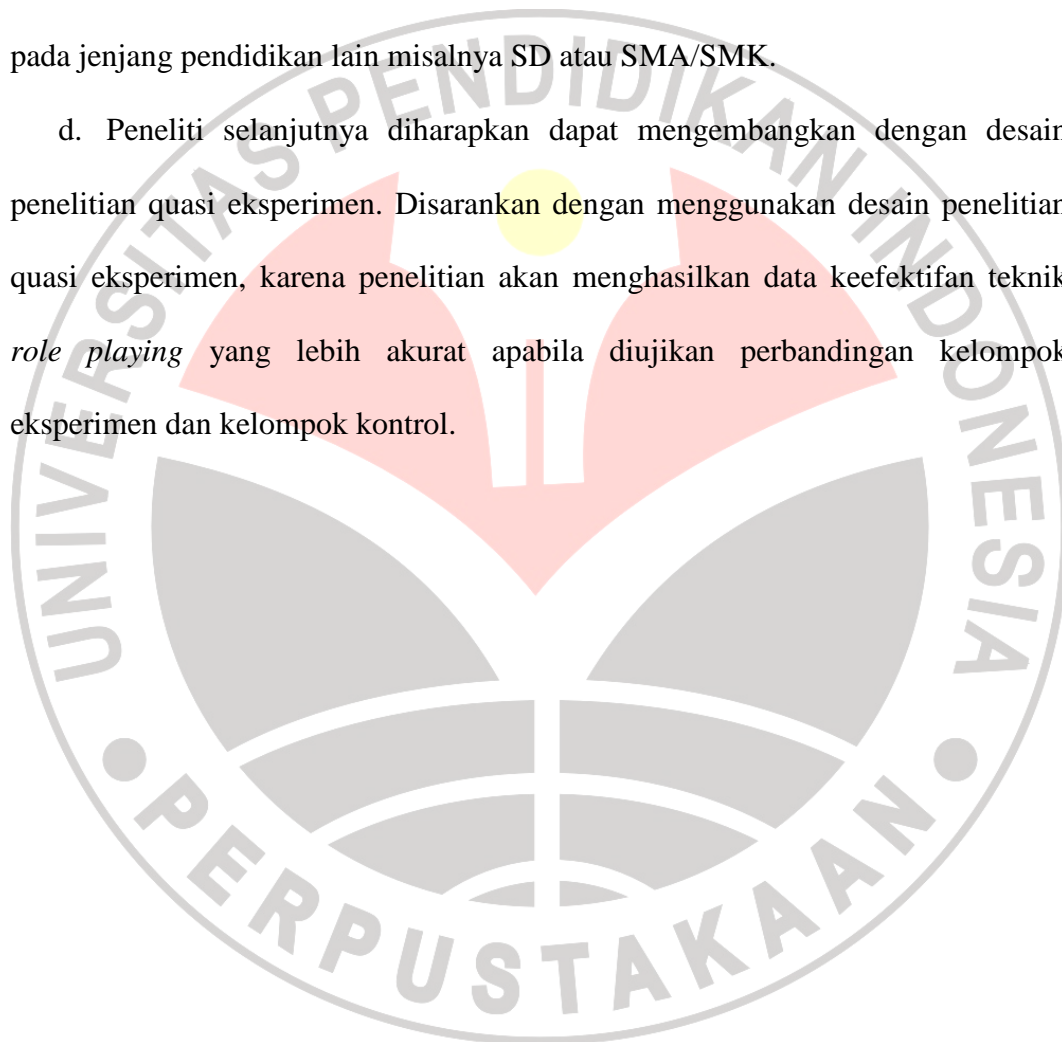 pada jenjang pendidikan lain misalnya SD atau SMA/SMK.
d. Peneliti selanjutnya diharapkan dapat mengembangkan dengan desain
penelitian quasi eksperimen. Disarankan dengan menggunakan desain penelitian
quasi eksperimen, karena penelitian akan menghasilkan data keefektifan teknik
role playing yang lebih akurat apabila diujikan perbandingan kelompok
eksperimen dan kelompok kontrol.
UNIVERSITAS PENDIDIKAN INDONESIA
PERPUSTAKAAN